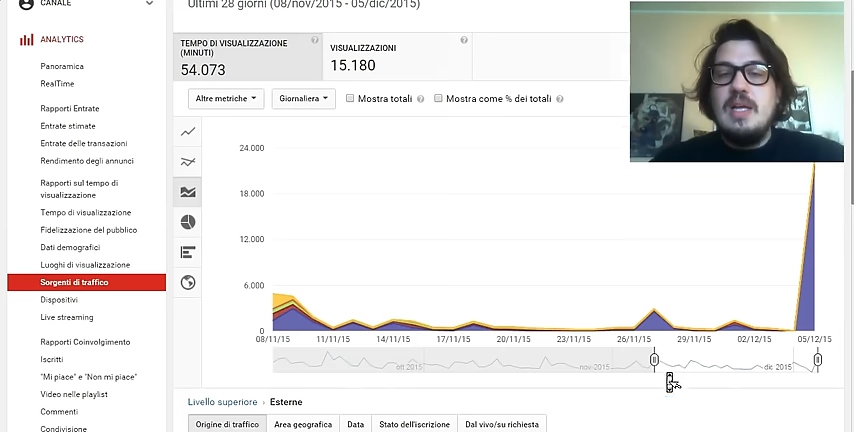 CANALE
Ultimi 28 giorni (08/nov/2015 - 05/dic/2015)
ANALYTICS
Panoramica
RealTime
Rapporti Entrate
Entrate stimate
Entrate delle transazioni
Rendimento degli annunci
Rapporti sul tempo di
visualizzazione
Tempo di visualizzazione
Fidelizzazione del pubblico
Dati demografici
Luoghi di visualizzazione
Sorgenti di traffico
Dispositivi
Live streaming
Rapporti Coinvolgimento
Iscritti
"Mi piace" e "Non mi piace"
Video nelle playlist
Commenti
Condivisione
TEMPO DI VISUALIZZAZIONE
(MINUTI)
54.073
VISUALIZZAZIONI
15.180
Altre metriche
Giornaliera
Mostra totali
Mostra come % dei totali
24.000
18.000
12.000
6.000
0
08/11/15 11/11/15 14/11/15 17/11/15 20/11/15 23/11/15 26/11/15 29/11/15 02/12/15 05/12/15
ott 2015 nov 2015 dic 2015
Livello superiore › Esterne
Origine di traffico Area geografica Data Stato dell'iscrizione Dal vivo/su richiesta